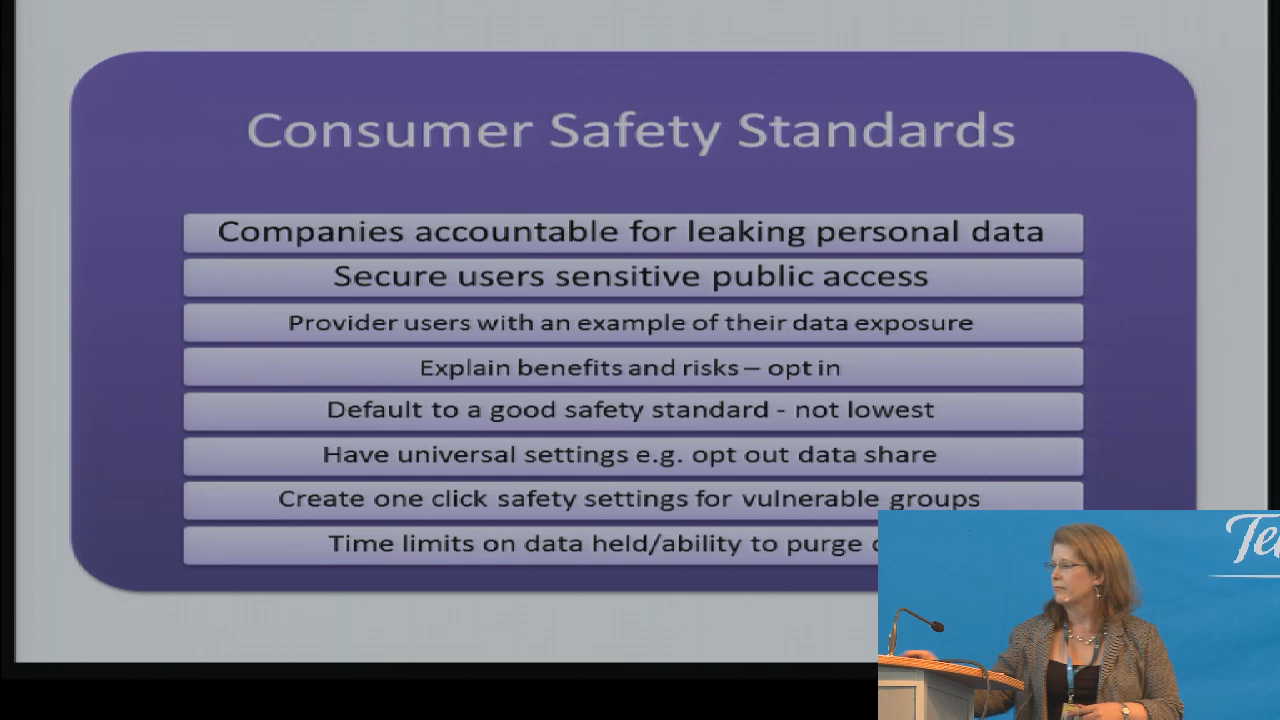 Consumer Safety Standards
Companies accountable for leaking personal data
Secure users sensitive public access
Provider users with an example of their data exposure
Explain benefits and risks – opt in
Default to a good safety standard - not lowest
Have universal settings e.g. opt out data share
Create one click safety settings for vulnerable groups
Time limits on data held/ability to purge